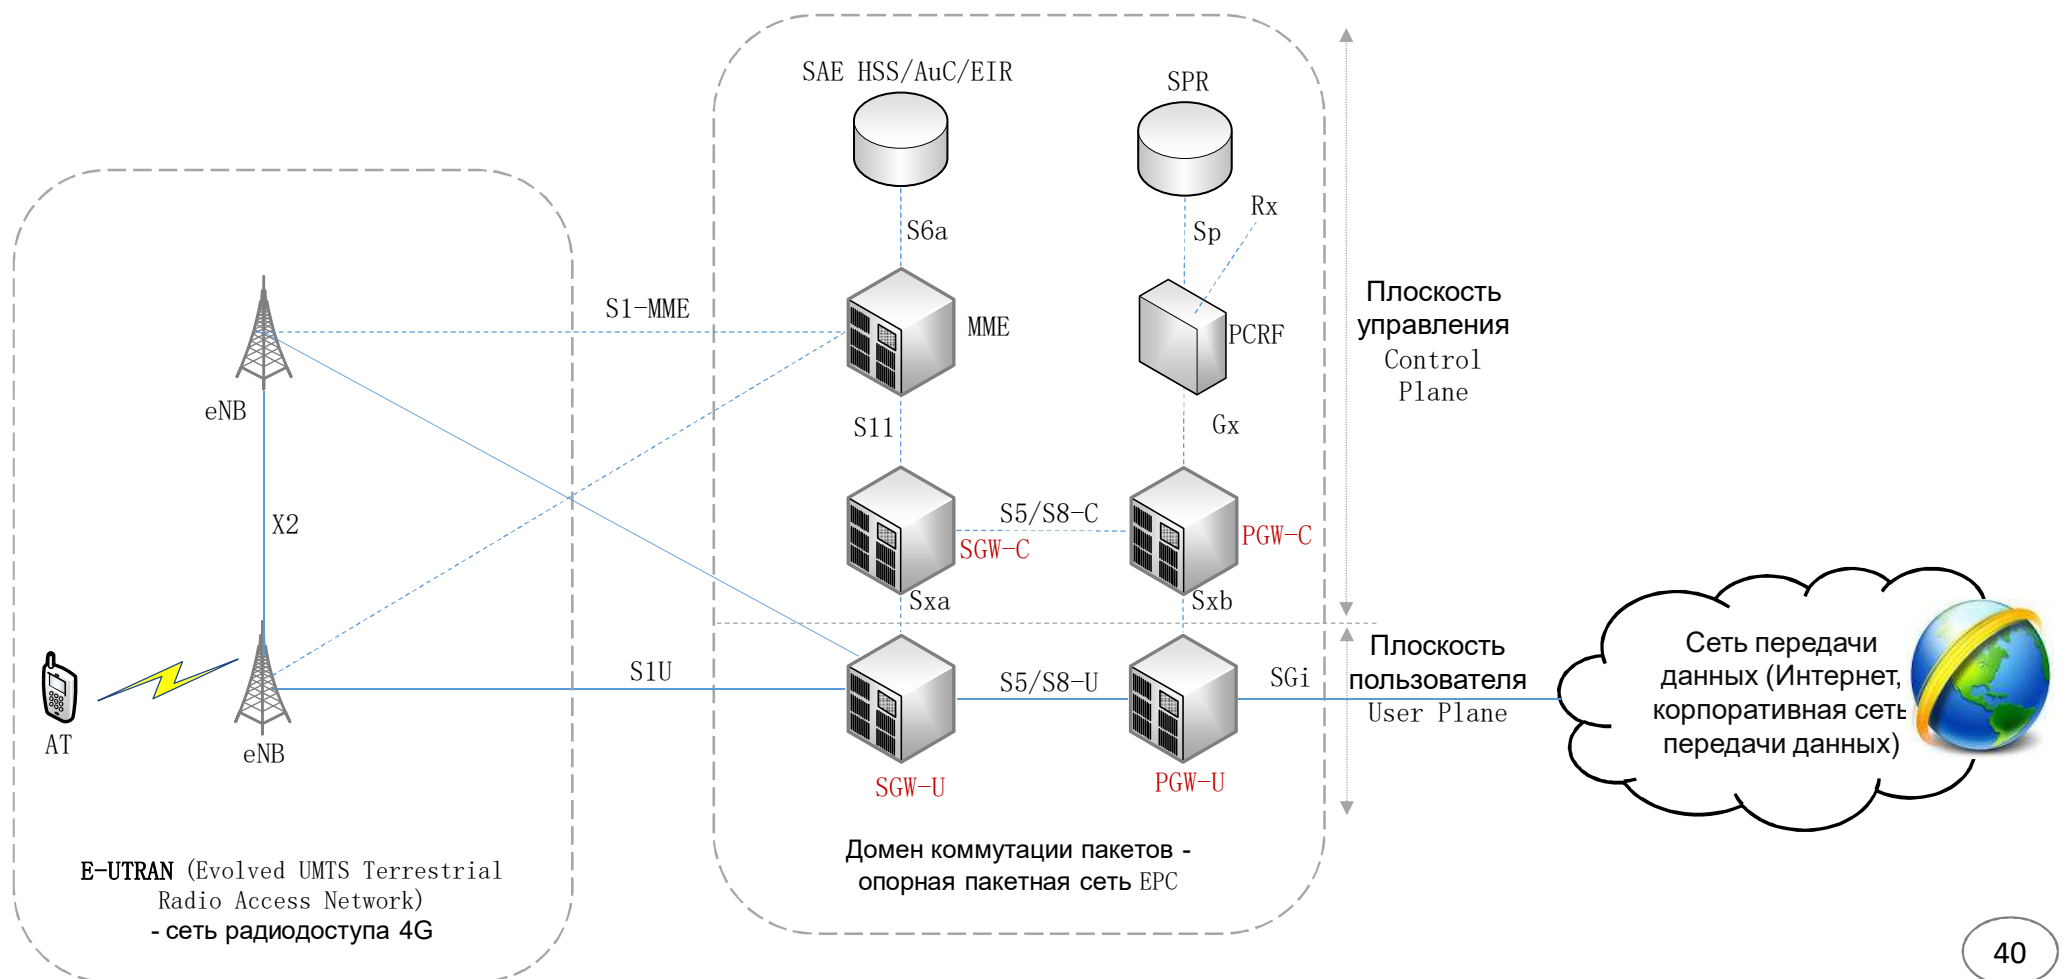 SAE HSS/AuC/EIR
SPR
Rx
S6a
Sp
S1-MME
MME
PCRF
Плоскость
управления
Control
Plane
eNB
S11
Gx
X2
S5/S8-C
SGW-C
PGW-C
Sxa
Sxb
AT
eNB
S1U
S5/S8-U
SGi
Плоскость
пользователя
User Plane
Сеть передачи
данных (Интернет,
корпоративная сеть
передачи данных)
SGW-U
PGW-U
Домен коммутации пакетов -
опорная пакетная сеть EPC
E-UTRAN (Evolved UMTS Terrestrial
Radio Access Network)
- сеть радиодоступа 4G
40